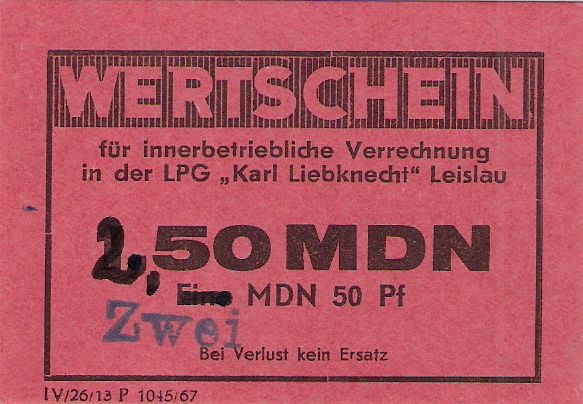 WERTSCHEIN
für innerbetriebliche Verrechnung
in der LPG „Karl Liebknecht" Leislau
2,50 MDN
Eine MDN 50 Pf
Zwei
Bei Verlust kein Ersatz
IV/26/13 P 1045/67